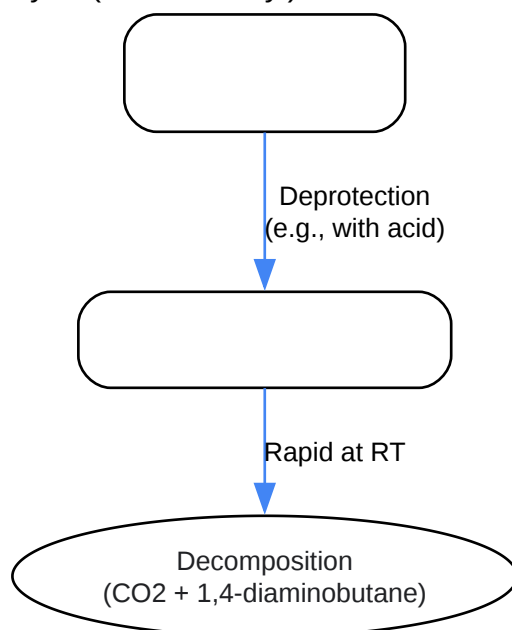 Deprotection
(e.g., with acid)
Rapid at RT
Decomposition
(CO2 + 1,4-diaminobutane)